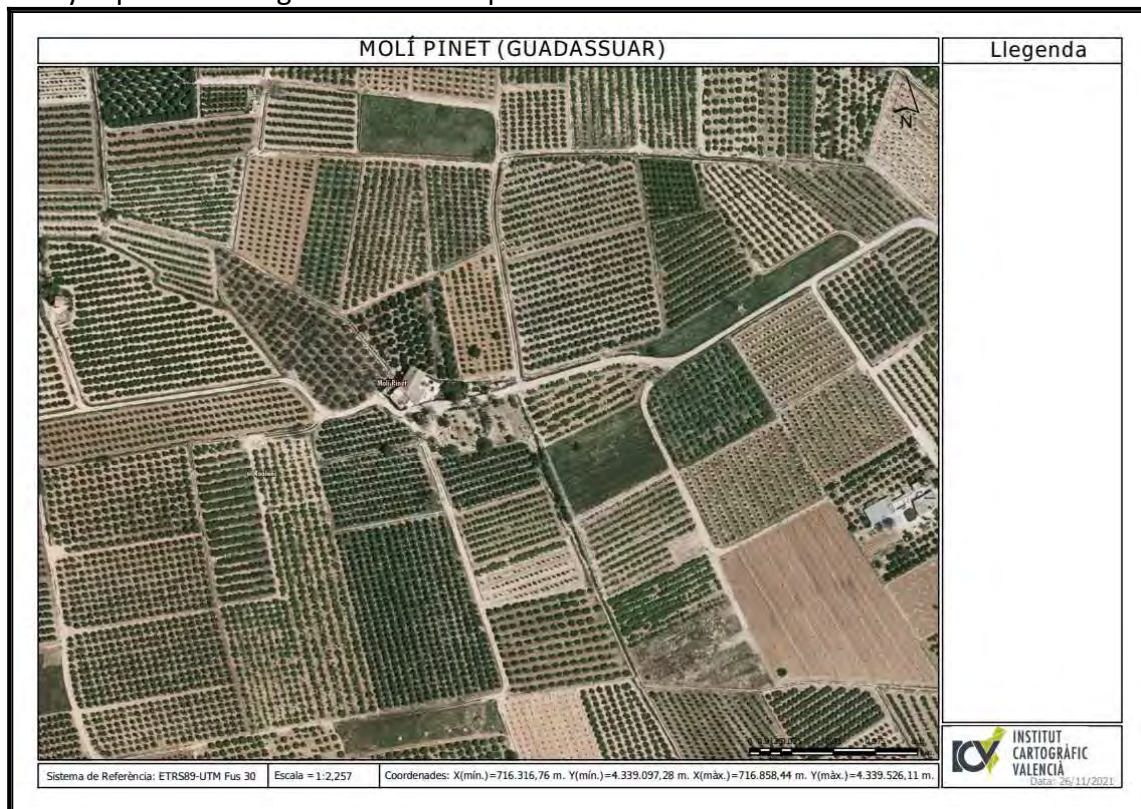 MOLÍ PINET (GUADASSUAR)
Llegenda
N
Molí Pinet
INSTITUT
CARTOGRÀFIC
VALENCIÀ
Data: 26/11/2021
Sistema de Referència: ETRS89-UTM Fus 30
Escala = 1:2,257
Coordenades: X(mín.)=716.316,76 m. Y(mín.)=4.339.097,28 m. X(màx.)=716.858,44 m. Y(màx.)=4.339.526,11 m.